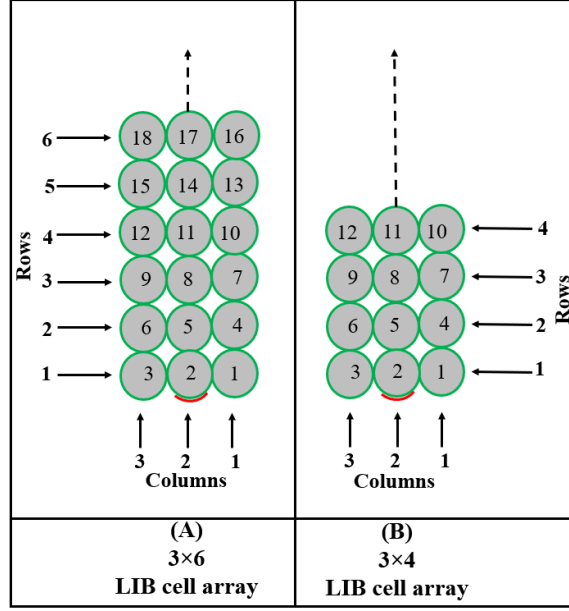 6 18 17 16
5 15 14 13
4 12 11 10
3 9 8 7
2 6 5 4
1 3 2 1
Rows
3 2 1
Columns
(A)
3×6
LIB cell array
12 11 10 4
9 8 7 3
6 5 4 2
3 2 1 1
Rows
3 2 1
Columns
(B)
3×4
LIB cell array